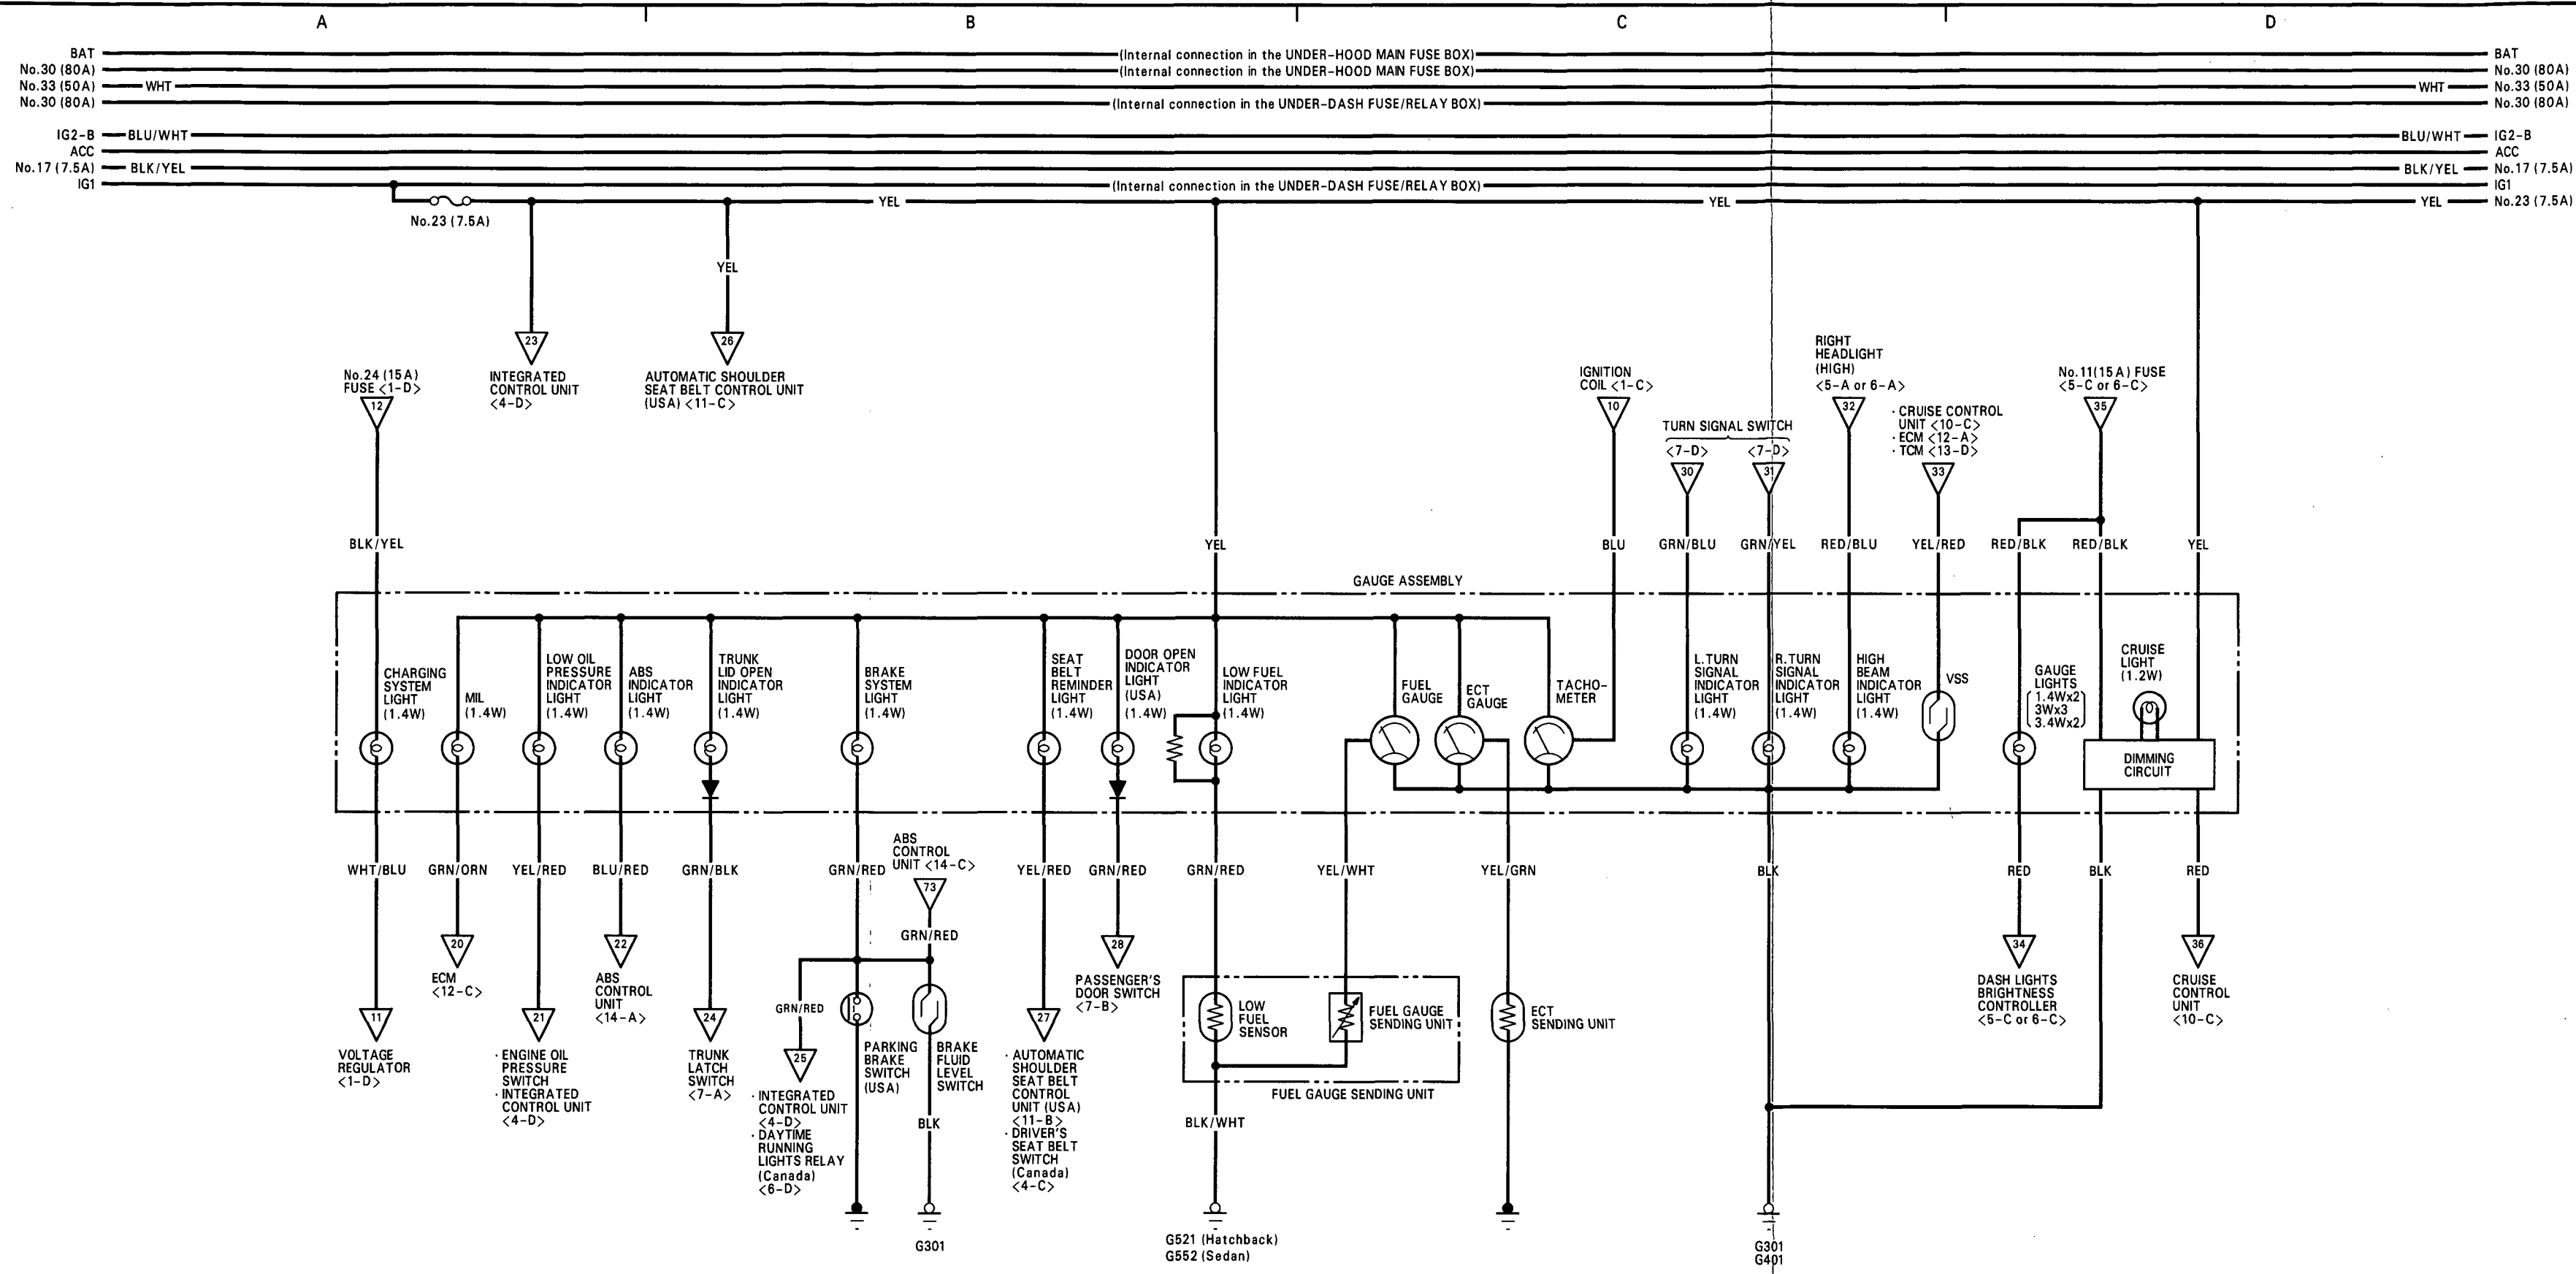 A
B
C
D
BAT
(Internal connection in the UNDER-HOOD MAIN FUSE BOX)
BAT
No.30 (80A)
(Internal connection in the UNDER-HOOD MAIN FUSE BOX)
No.30 (80A)
No.33 (50A)
WHT
WHT
No.33 (50A)
No.30 (80A)
(Internal connection in the UNDER-DASH FUSE/RELAY BOX)
No.30 (80A)
IG2-B
BLU/WHT
BLU/WHT
IG2-B
ACC
ACC
No.17 (7.5A)
BLK/YEL
BLK/YEL
No.17 (7.5A)
IG1
(Internal connection in the UNDER-DASH FUSE/RELAY BOX)
IG1
No.23 (7.5A)
YEL
YEL
YEL
No.23 (7.5A)
YEL
23
INTEGRATED
CONTROL UNIT
<4-D>
26
AUTOMATIC SHOULDER
SEAT BELT CONTROL UNIT
(USA) <11-C>
No.24 (15A)
FUSE <1-D>
12
IGNITION
COIL <1-C>
10
TURN SIGNAL SWITCH
<7-D>
<7-D>
30
31
RIGHT
HEADLIGHT
(HIGH)
<5-A or 6-A>
32
· CRUISE CONTROL
UNIT <10-C>
· ECM <12-A>
· TCM <13-D>
33
No.11(15A) FUSE
<5-C or 6-C>
35
BLK/YEL
YEL
BLU
GRN/BLU
GRN/YEL
RED/BLU
YEL/RED
RED/BLK
RED/BLK
YEL
GAUGE ASSEMBLY
CHARGING
SYSTEM
LIGHT
(1.4W)
MIL
(1.4W)
LOW OIL
PRESSURE
INDICATOR
LIGHT
(1.4W)
ABS
INDICATOR
LIGHT
(1.4W)
TRUNK
LID OPEN
INDICATOR
LIGHT
(1.4W)
BRAKE
SYSTEM
LIGHT
(1.4W)
SEAT
BELT
REMINDER
LIGHT
(1.4W)
DOOR OPEN
INDICATOR
LIGHT
(USA)
(1.4W)
LOW FUEL
INDICATOR
LIGHT
(1.4W)
FUEL
GAUGE
ECT
GAUGE
TACHO-
METER
L.TURN
SIGNAL
INDICATOR
LIGHT
(1.4W)
R.TURN
SIGNAL
INDICATOR
LIGHT
(1.4W)
HIGH
BEAM
INDICATOR
LIGHT
(1.4W)
VSS
GAUGE
LIGHTS
1.4Wx2
3Wx3
3.4Wx2
CRUISE
LIGHT
(1.2W)
DIMMING
CIRCUIT
WHT/BLU
GRN/ORN
YEL/RED
BLU/RED
GRN/BLK
GRN/RED
YEL/RED
GRN/RED
GRN/RED
YEL/WHT
YEL/GRN
BLK
RED
BLK
RED
11
VOLTAGE
REGULATOR
<1-D>
20
ECM
<12-C>
21
· ENGINE OIL
PRESSURE
SWITCH
· INTEGRATED
CONTROL UNIT
<4-D>
22
ABS
CONTROL
UNIT
<14-A>
24
TRUNK
LATCH
SWITCH
<7-A>
ABS
CONTROL
UNIT <14-C>
73
GRN/RED
GRN/RED
25
· INTEGRATED
CONTROL UNIT
<4-D>
· DAYTIME
RUNNING
LIGHTS RELAY
(Canada)
<6-D>
PARKING
BRAKE
SWITCH
(USA)
BRAKE
FLUID
LEVEL
SWITCH
BLK
G301
27
· AUTOMATIC
SHOULDER
SEAT BELT
CONTROL
UNIT (USA)
<11-B>
· DRIVER'S
SEAT BELT
SWITCH
(Canada)
<4-C>
28
PASSENGER'S
DOOR SWITCH
<7-B>
LOW
FUEL
SENSOR
FUEL GAUGE
SENDING UNIT
FUEL GAUGE SENDING UNIT
BLK/WHT
G521 (Hatchback)
G552 (Sedan)
ECT
SENDING UNIT
G301
G401
34
DASH LIGHTS
BRIGHTNESS
CONTROLLER
<5-C or 6-C>
36
CRUISE
CONTROL
UNIT
<10-C>